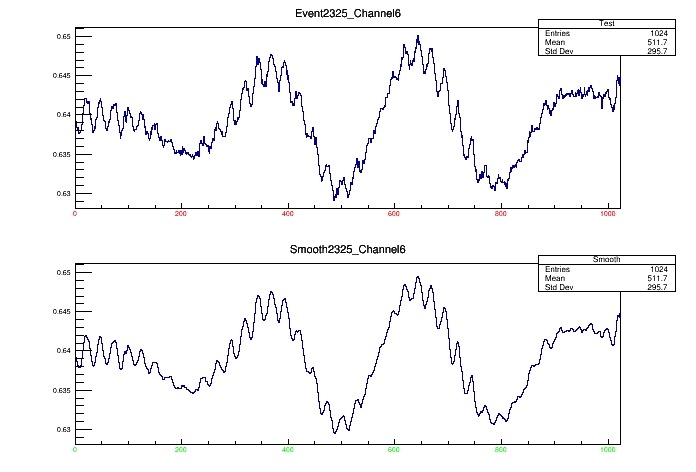 Event2325_Channel6
Test
Entries 1024
Mean 511.7
Std Dev 295.7
0.65
0.645
0.64
0.635
0.63
0 200 400 600 800 1000
Smooth2325_Channel6
Smooth
Entries 1024
Mean 511.7
Std Dev 295.7
0.65
0.645
0.64
0.635
0.63
0 200 400 600 800 1000